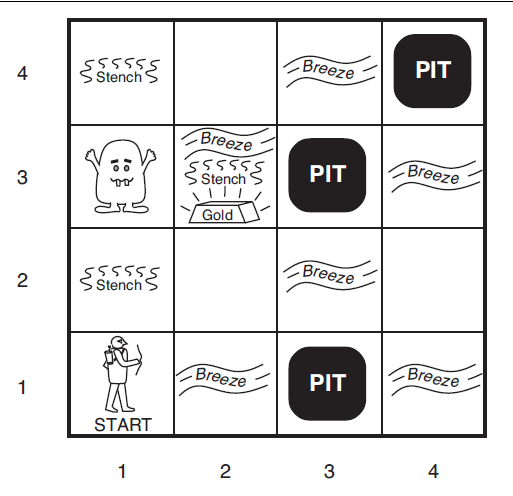 4
Stench
Breeze
PIT
3
Breeze
Stench
Gold
PIT
Breeze
2
Stench
Breeze
1
START
Breeze
PIT
Breeze
1 2 3 4